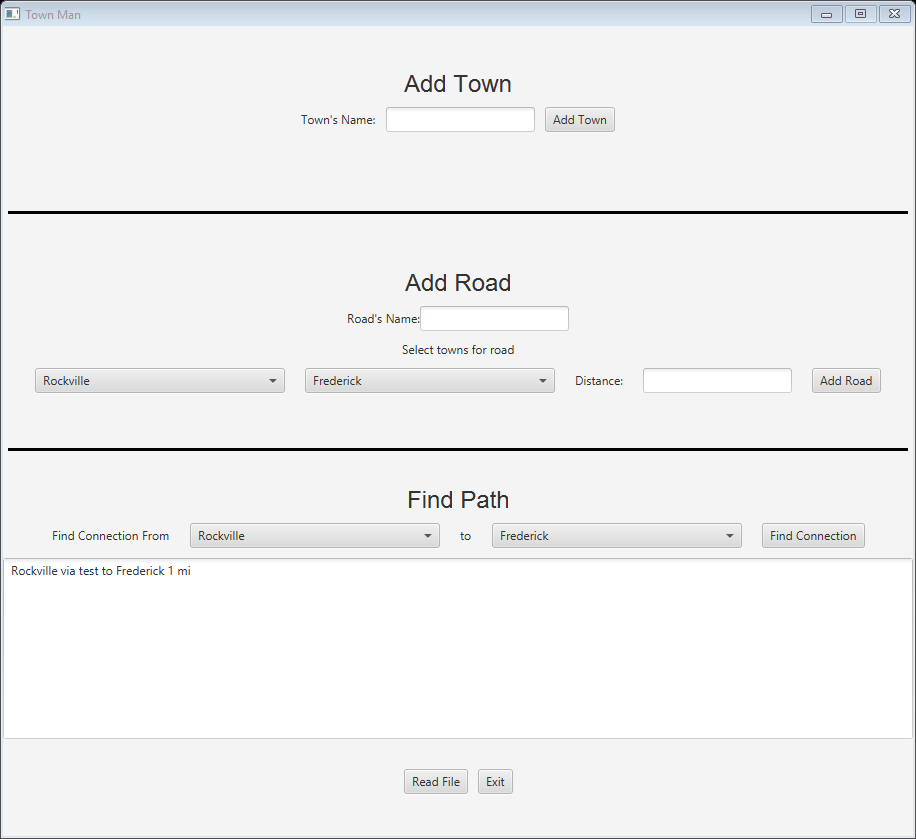 Town Man
Add Town
Town's Name: Add Town
Add Road
Road's Name:
Select towns for road
Rockville Frederick Distance: Add Road
Find Path
Find Connection From Rockville to Frederick Find Connection
Rockville via test to Frederick 1 mi
Read File Exit